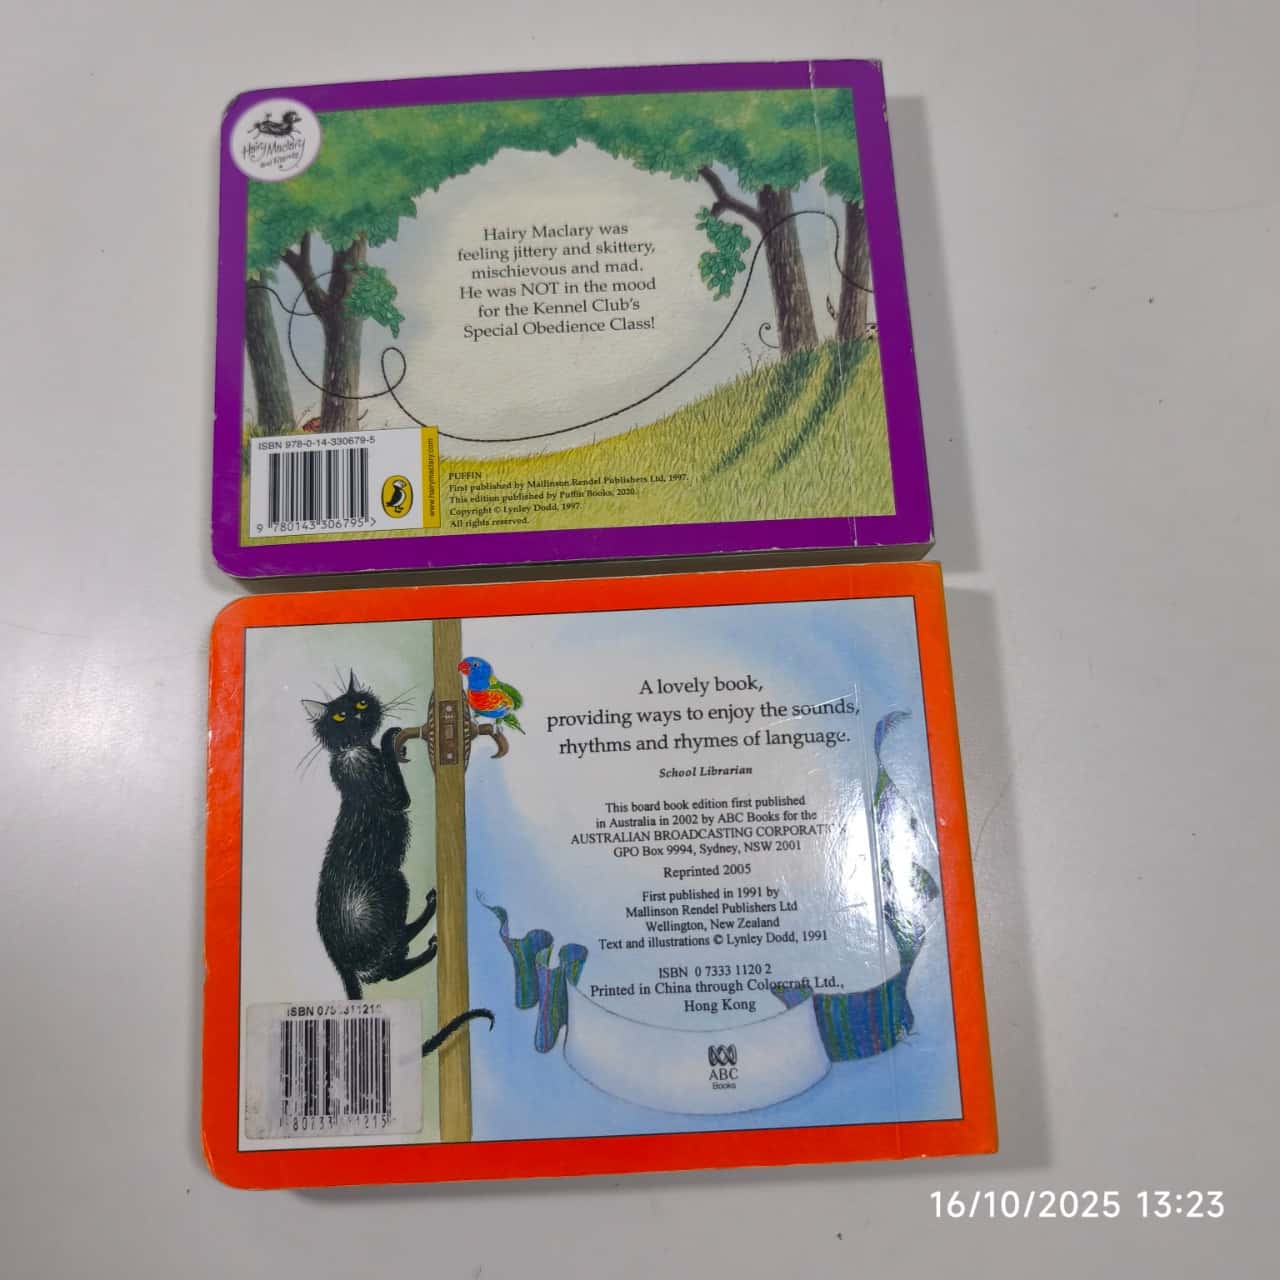 Hairy Maclary
and Friends
Hairy Maclary was
feeling jittery and skittery,
mischievous and mad.
He was NOT in the mood
for the Kennel Club's
Special Obedience Class!
ISBN 978-0-14-330679-5
9 780143 306795 >
www.hairymaclary.com
PUFFIN
First published by Mallinson Rendel Publishers Ltd, 1997.
This edition published by Puffin Books, 2020.
Copyright © Lynley Dodd, 1997.
All rights reserved.
A lovely book,
providing ways to enjoy the sounds,
rhythms and rhymes of language.
School Librarian
This board book edition first published
in Australia in 2002 by ABC Books for the
AUSTRALIAN BROADCASTING
GPO Box 9994, Sydney, NSW 2001
Reprinted 2005
First published in 1991 by
Mallinson Rendel Publishers Ltd
Wellington, New Zealand
Text and illustrations © Lynley Dodd, 1991
ISBN 0 7333 1120 2
Printed in China through Colorcraft Ltd.,
Hong Kong
ISBN
ABC
Books
16/10/2025 13:23